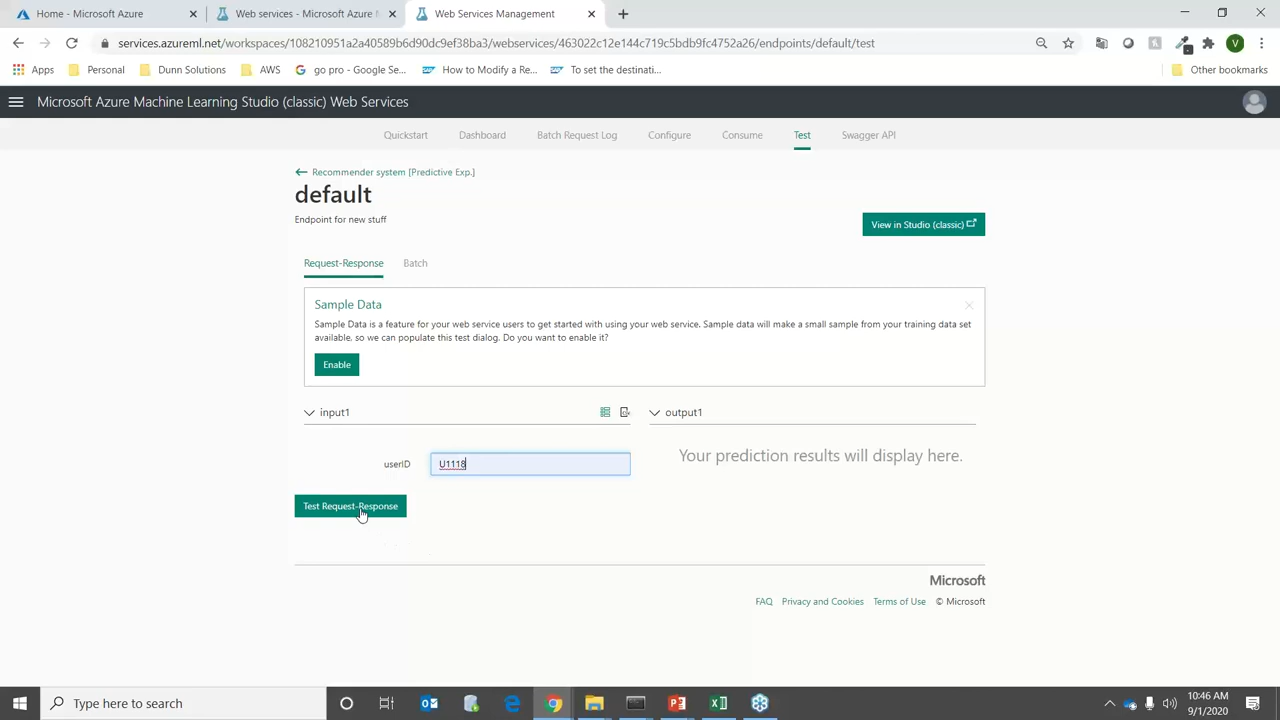 Home - Microsoft Azure
Web services - Microsoft Azure M
Web Services Management
services.azureml.net/workspaces/108210951a2a40589b6d90dc9ef38ba3/webservices/463022c12e144c719c5bdb9fc4752a26/endpoints/default/test
V
Apps
Personal
Dunn Solutions
AWS
go pro - Google Se...
How to Modify a Re...
To set the destinati...
Other bookmarks
Microsoft Azure Machine Learning Studio (classic) Web Services
Quickstart
Dashboard
Batch Request Log
Configure
Consume
Test
Swagger API
Recommender system [Predictive Exp.]
default
Endpoint for new stuff
View in Studio (classic)
Request-Response
Batch
Sample Data
Sample Data is a feature for your web service users to get started with using your web service. Sample data will make a small sample from your training data set
available, so we can populate this test dialog. Do you want to enable it?
Enable
input1
output1
Your prediction results will display here.
userID
U1118
Test Request-Response
Microsoft
FAQ
Privacy and Cookies
Terms of Use
© Microsoft
Type here to search
10:46 AM
9/1/2020